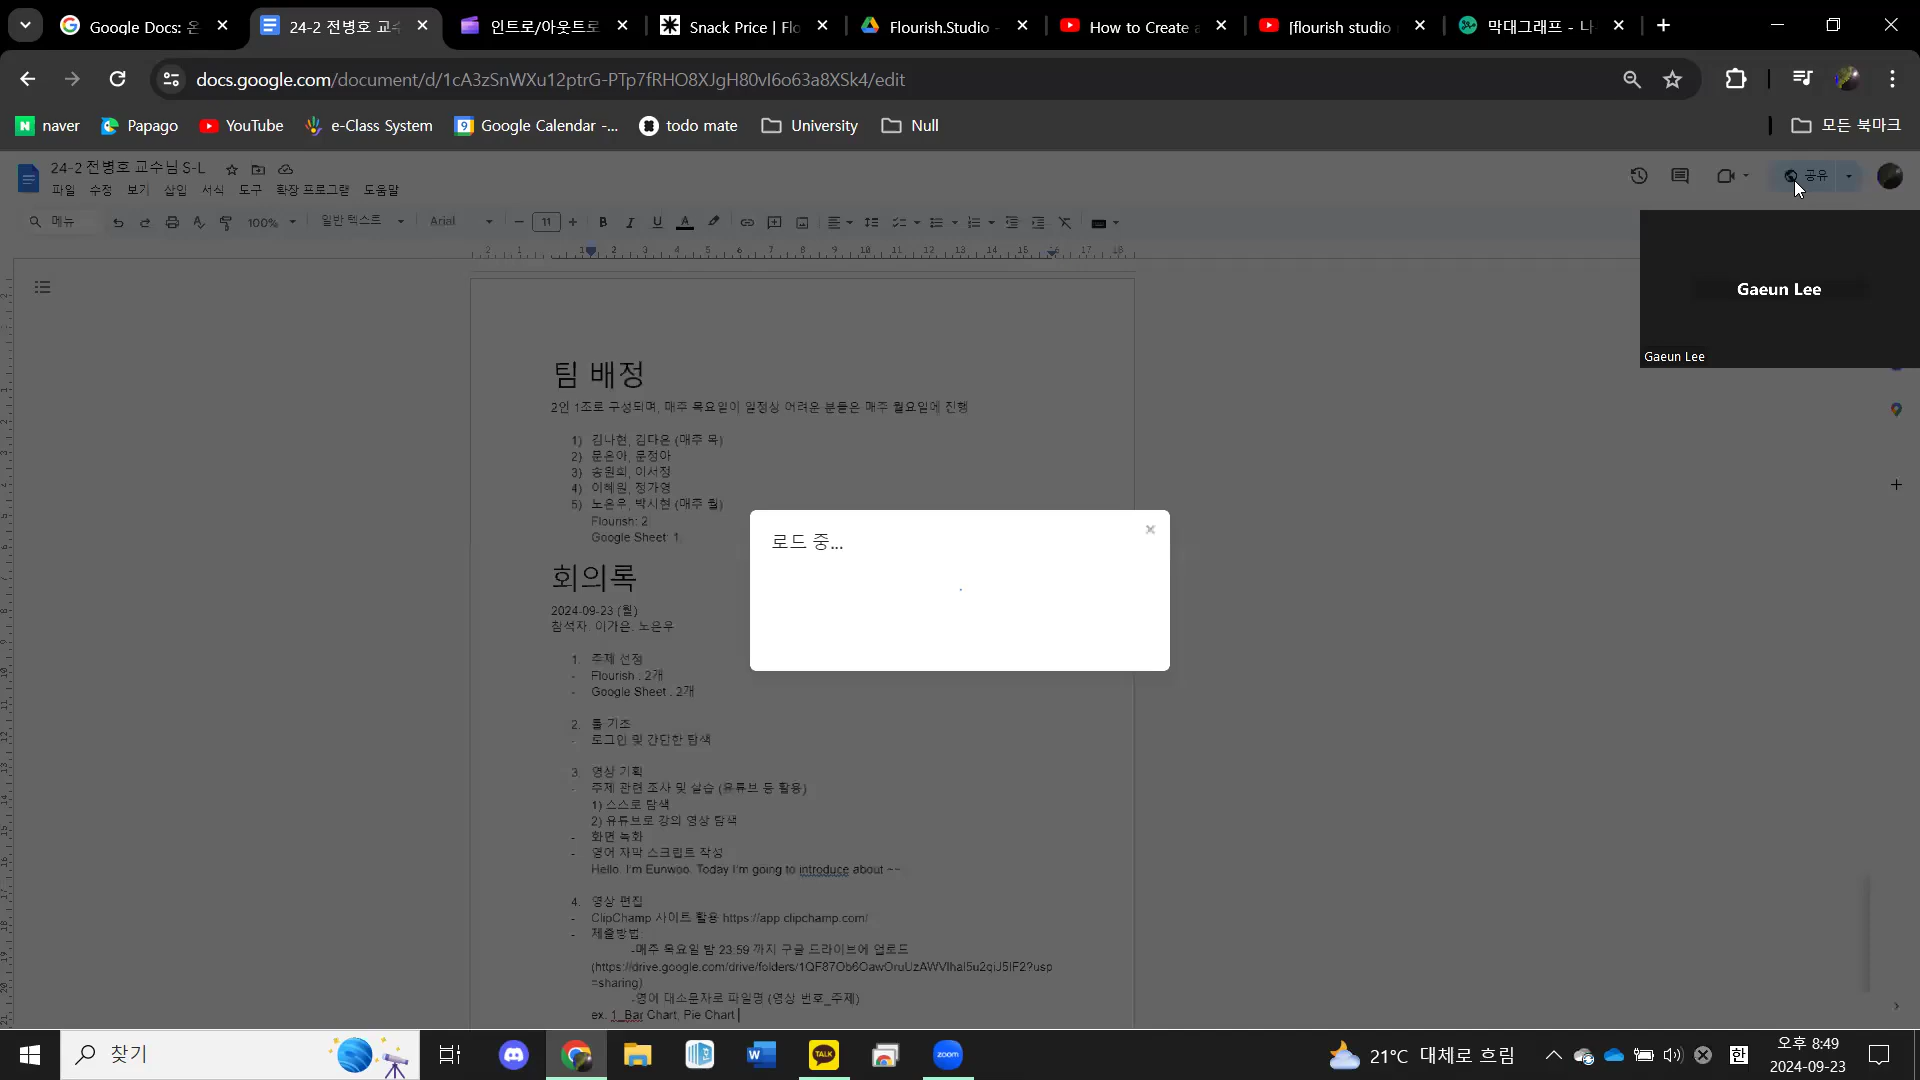 Google Docs: 온
24-2 전병호 교수
인트로/아웃트로
Snack Price | Flo
Flourish.Studio -
How to Create a
[flourish studio
막대그래프 - 나
docs.google.com/document/d/1cA3zSnWXu12ptrG-PTp7fRHO8XJgH80vI6o63a8XSk4/edit
naver
Papago
YouTube
e-Class System
Google Calendar -...
todo mate
University
Null
모든 북마크
24-2 전병호 교수님 S-L
파일 수정 보기 삽입 서식 도구 확장 프로그램 도움말
공유
메뉴
100%
일반 텍스트
Arial
11
Gaeun Lee
Gaeun Lee
팀 배정
2인 1조로 구성되며, 매주 목요일이 일정상 어려운 분들은 매주 월요일에 진행
1) 김나현, 김다은 (매주 목)
2) 문은아, 문정아
3) 송원희, 이서정
4) 이혜원, 정가영
5) 노은우, 박시현 (매주 월)
Flourish: 2
Google Sheet: 1
회의록
2024-09-23 (월)
참석자: 이가은, 노은우
1. 주제 선정
- Flourish : 2개
- Google Sheet : 2개
2. 툴 기초
- 로그인 및 간단한 탐색
3. 영상 기획
- 주제 관련 조사 및 실습 (유튜브 등 활용)
1) 스스로 탐색
2) 유튜브로 강의 영상 탐색
- 화면 녹화
- 영어 자막 스크립트 작성
Hello. I'm Eunwoo. Today I'm going to introduce about ~~
4. 영상 편집
- ClipChamp 사이트 활용 https://app.clipchamp.com/
- 제출방법:
-매주 목요일 밤 23:59 까지 구글 드라이브에 업로드
(https://drive.google.com/drive/folders/1QF87Ob6OawOruUzAWVIhaI5u2qiJ5IF2?usp
=sharing)
-영어 대소문자로 파일명 (영상 번호_주제)
ex. 1_Bar Chart, Pie Chart
로드 중...
찾기
21°C 대체로 흐림
한
오후 8:49
2024-09-23